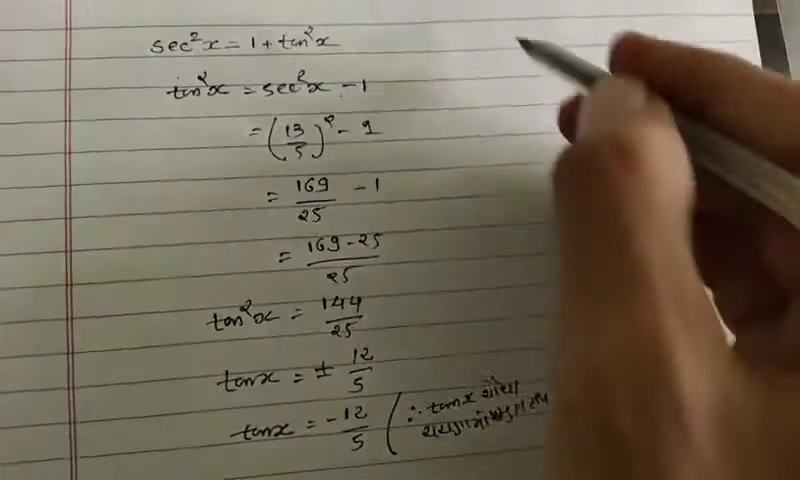 sec²x = 1 + tan²x
tan²x = sec²x - 1
= (13/5)² - 1
= 169/25 - 1
= 169-25/25
tan²x = 144/25
tanx = ± 12/5
tanx = -12/5 (∴ tanx